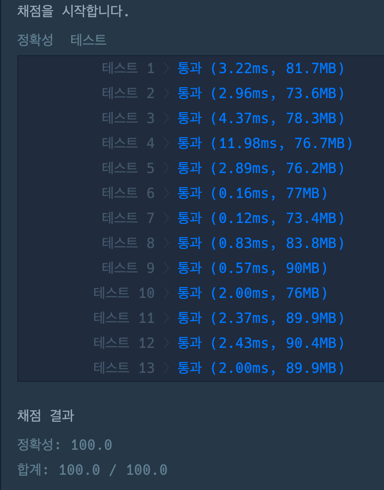 채점을 시작합니다.
정확성 테스트
테스트 1 > 통과 (3.22ms, 81.7MB)
테스트 2 > 통과 (2.96ms, 73.6MB)
테스트 3 > 통과 (4.37ms, 78.3MB)
테스트 4 > 통과 (11.98ms, 76.7MB)
테스트 5 > 통과 (2.89ms, 76.2MB)
테스트 6 > 통과 (0.16ms, 77MB)
테스트 7 > 통과 (0.12ms, 73.4MB)
테스트 8 > 통과 (0.83ms, 83.8MB)
테스트 9 > 통과 (0.57ms, 90MB)
테스트 10 > 통과 (2.00ms, 76MB)
테스트 11 > 통과 (2.37ms, 89.9MB)
테스트 12 > 통과 (2.43ms, 90.4MB)
테스트 13 > 통과 (2.00ms, 89.9MB)
채점 결과
정확성: 100.0
합계: 100.0 / 100.0